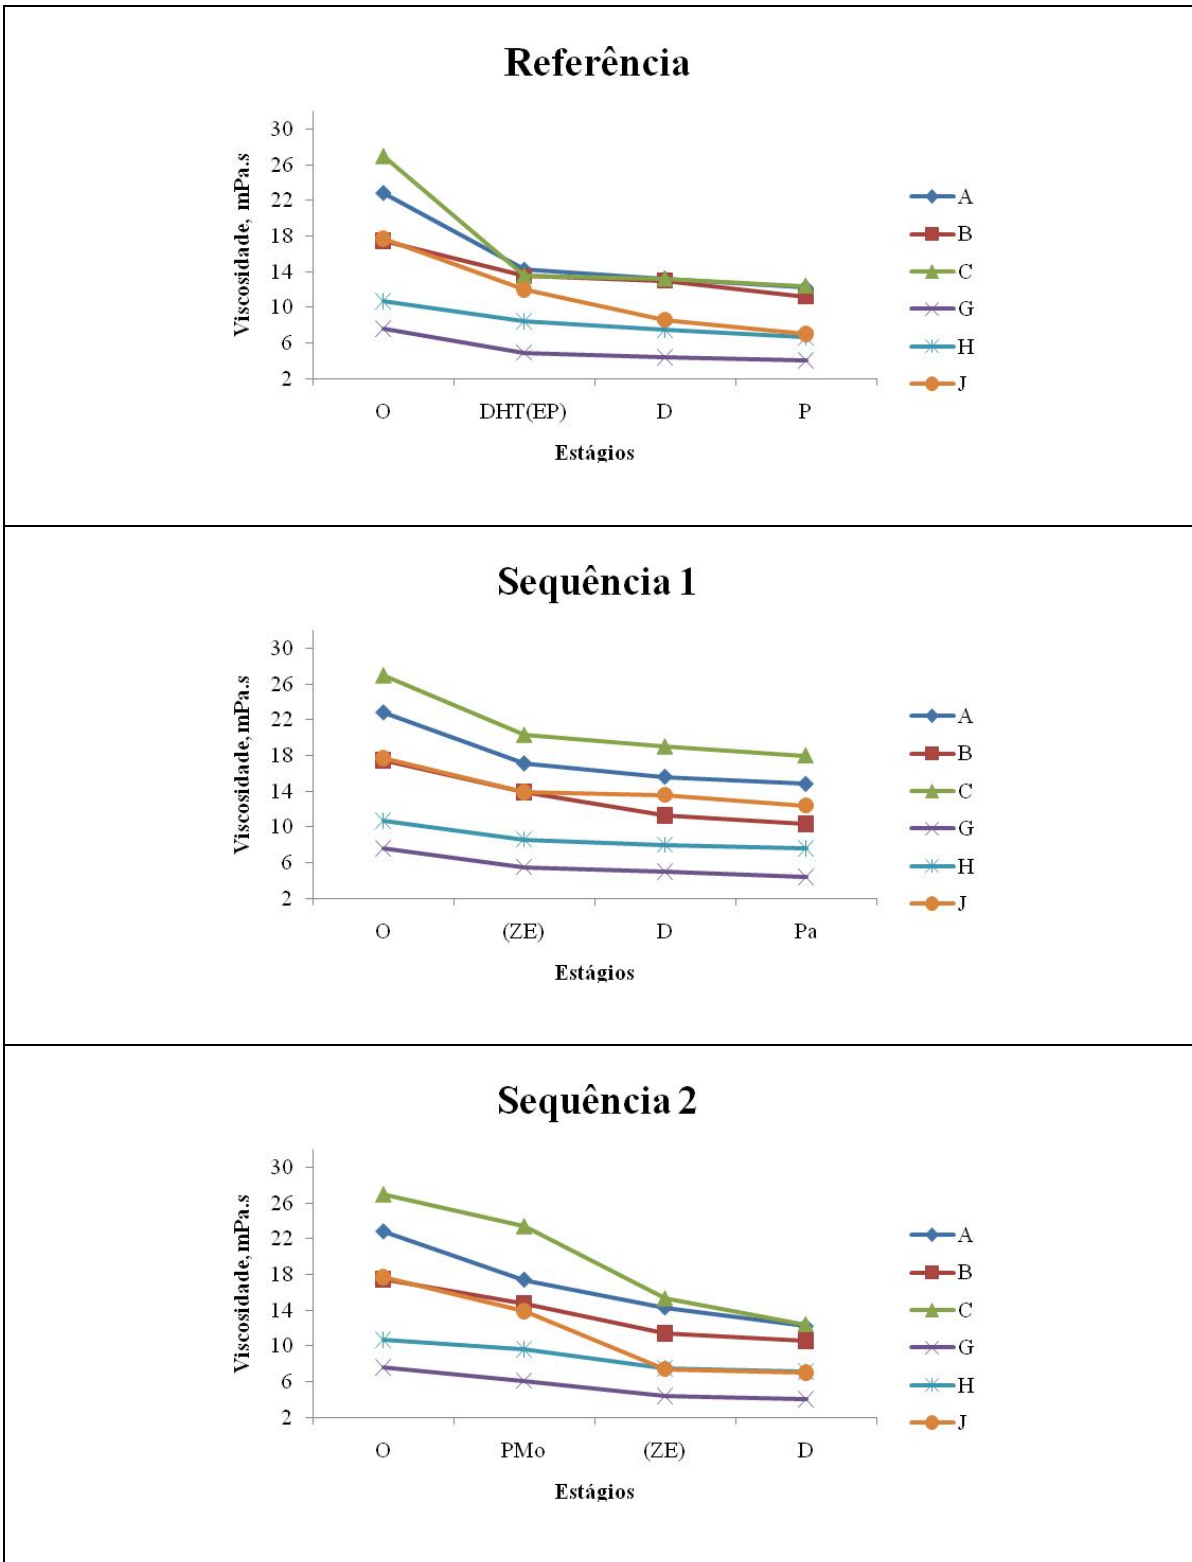 Referência
Viscosidade, mPa.s
30
26
22
18
14
10
6
2
O DHT(EP) D P
Estágios
A
B
C
G
H
J
Sequência 1
Viscosidade, mPa.s
30
26
22
18
14
10
6
2
O (ZE) D Pa
Estágios
A
B
C
G
H
J
Sequência 2
Viscosidade, mPa.s
30
26
22
18
14
10
6
2
O PMo (ZE) D
Estágios
A
B
C
G
H
J